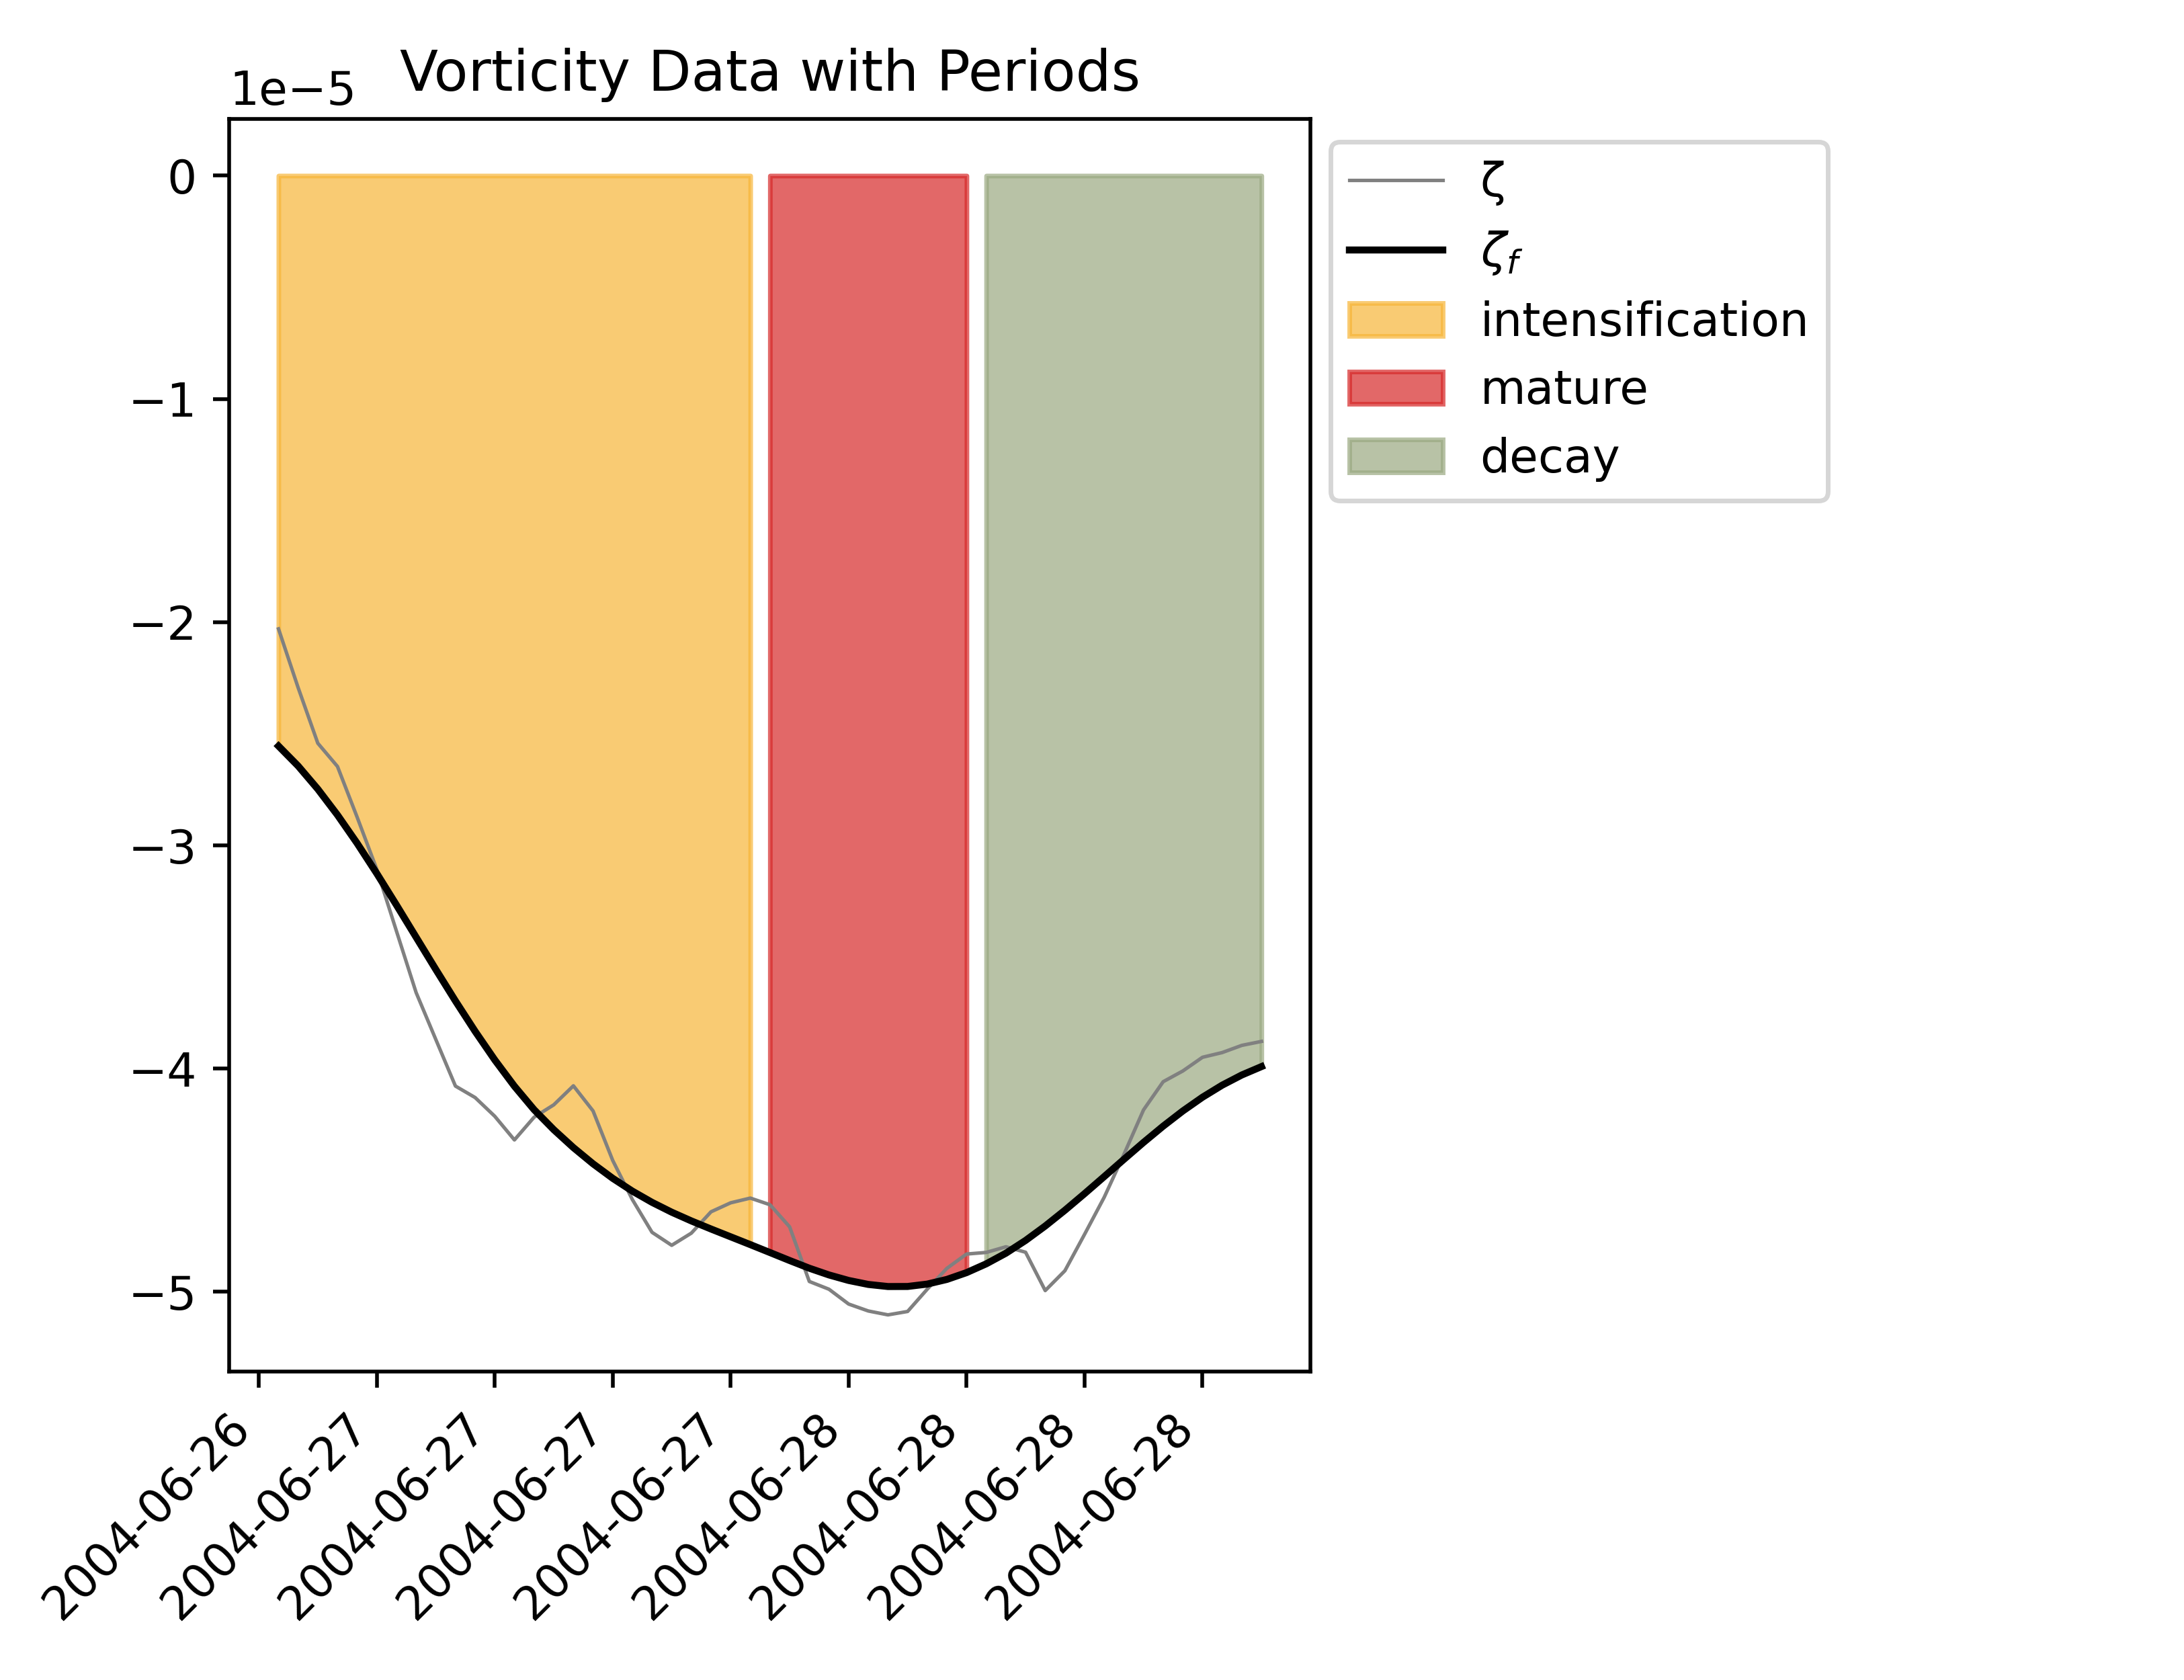 Vorticity Data with Periods
1e−5
0
−1
−2
−3
−4
−5
2004-06-26
2004-06-27
2004-06-27
2004-06-27
2004-06-27
2004-06-28
2004-06-28
2004-06-28
2004-06-28
ζ
ζf
intensification
mature
decay